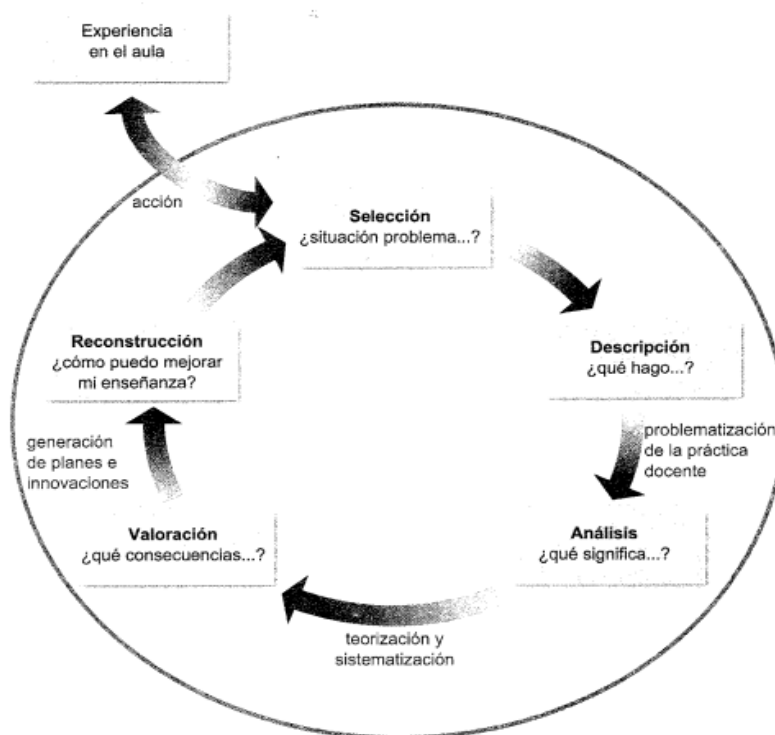 Experiencia
en el aula
acción
Selección
¿situación problema...?
Descripción
¿qué hago...?
problematización
de la práctica
docente
Análisis
¿qué significa...?
teorización y
sistematización
Valoración
¿qué consecuencias...?
generación
de planes e
innovaciones
Reconstrucción
¿cómo puedo mejorar
mi enseñanza?